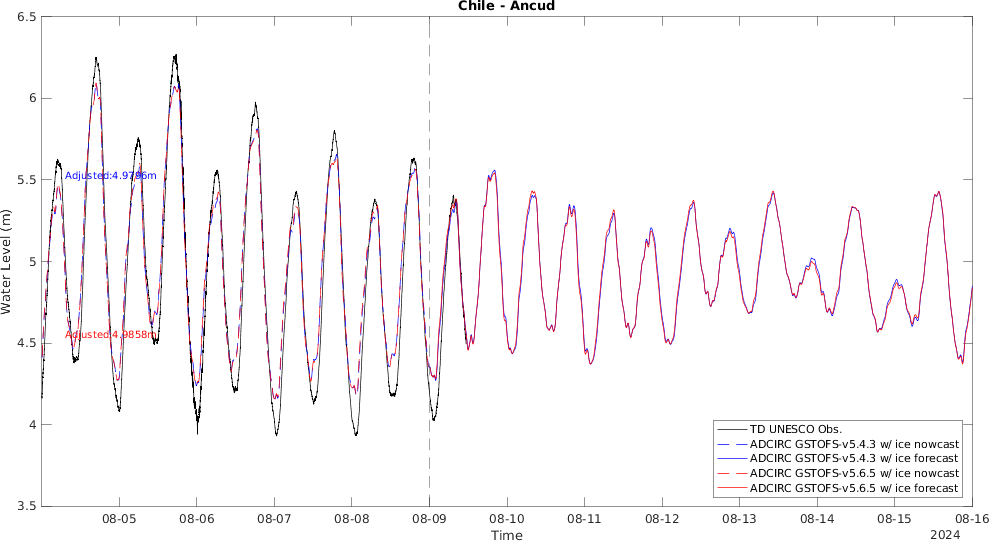 Chile - Ancud
6.5
6
5.5
5
4.5
4
3.5
Water Level (m)
Adjusted:4.9796m
Adjusted:4.9858m
TD UNESCO Obs.
ADCIRC GSTOFS-v5.4.3 w/ ice nowcast
ADCIRC GSTOFS-v5.4.3 w/ ice forecast
ADCIRC GSTOFS-v5.6.5 w/ ice nowcast
ADCIRC GSTOFS-v5.6.5 w/ ice forecast
08-05 08-06 08-07 08-08 08-09 08-10 08-11 08-12 08-13 08-14 08-15 08-16
Time
2024